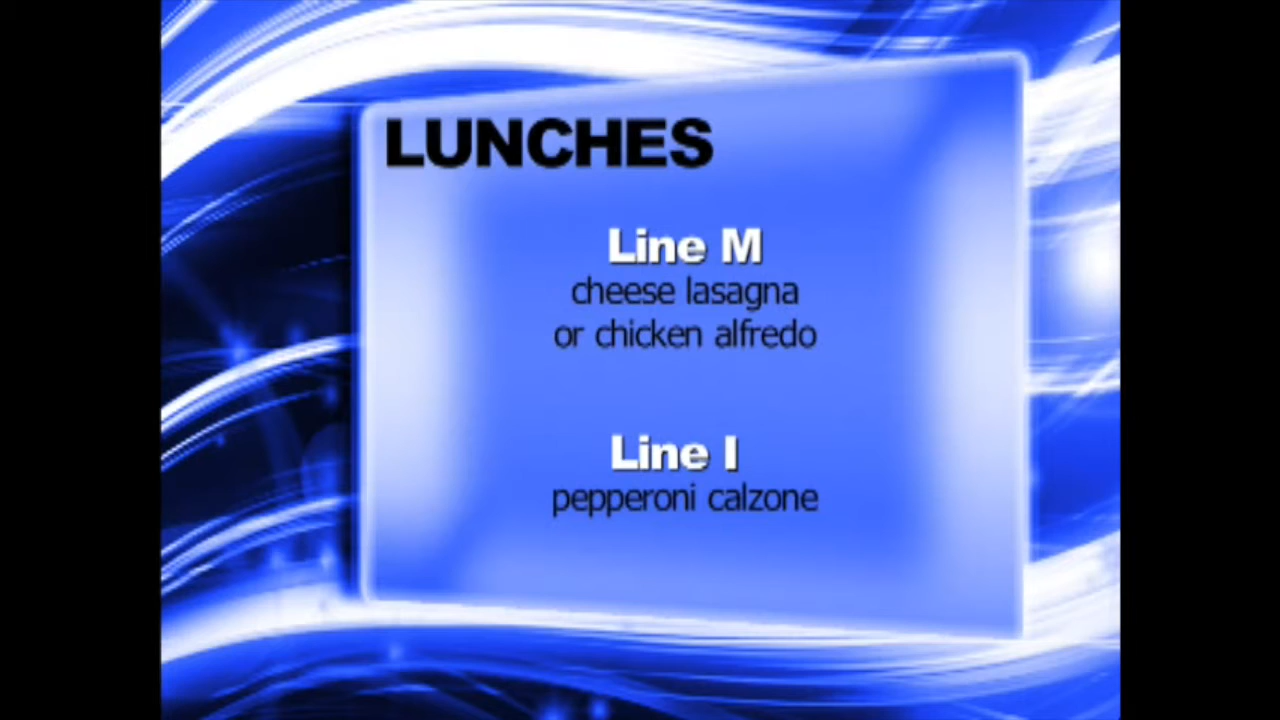 LUNCHES
Line M
cheese lasagna
or chicken alfredo
Line I
pepperoni calzone